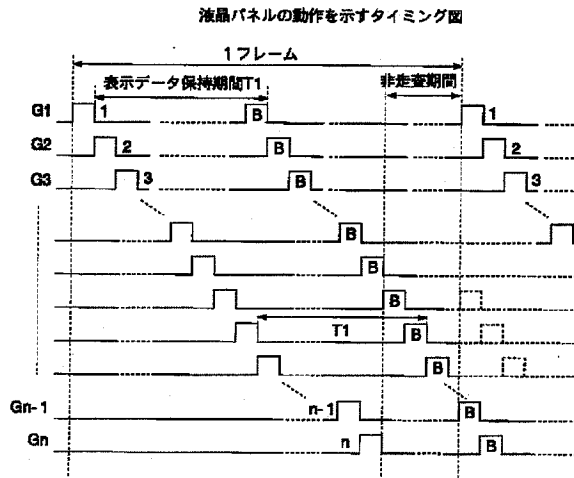 液晶パネルの動作を示すタイミング図
1フレーム
表示データ保持期間T1
非走査期間
G1 1 B 1
G2 2 B 2
G3 3 B 3
B
B
B
T1 B
B
Gn-1 n-1 B
Gn n B